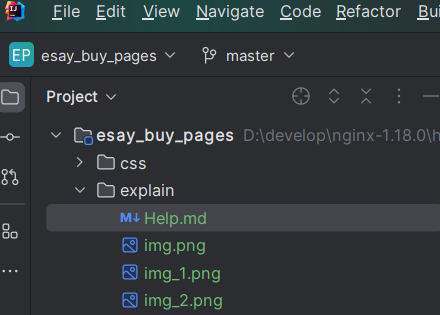 File Edit View Navigate Code Refactor
EP esay_buy_pages master
Project
esay_buy_pages D:\develop\nginx-1.18.0\h
css
explain
M↓ Help.md
img.png
img_1.png
img_2.png